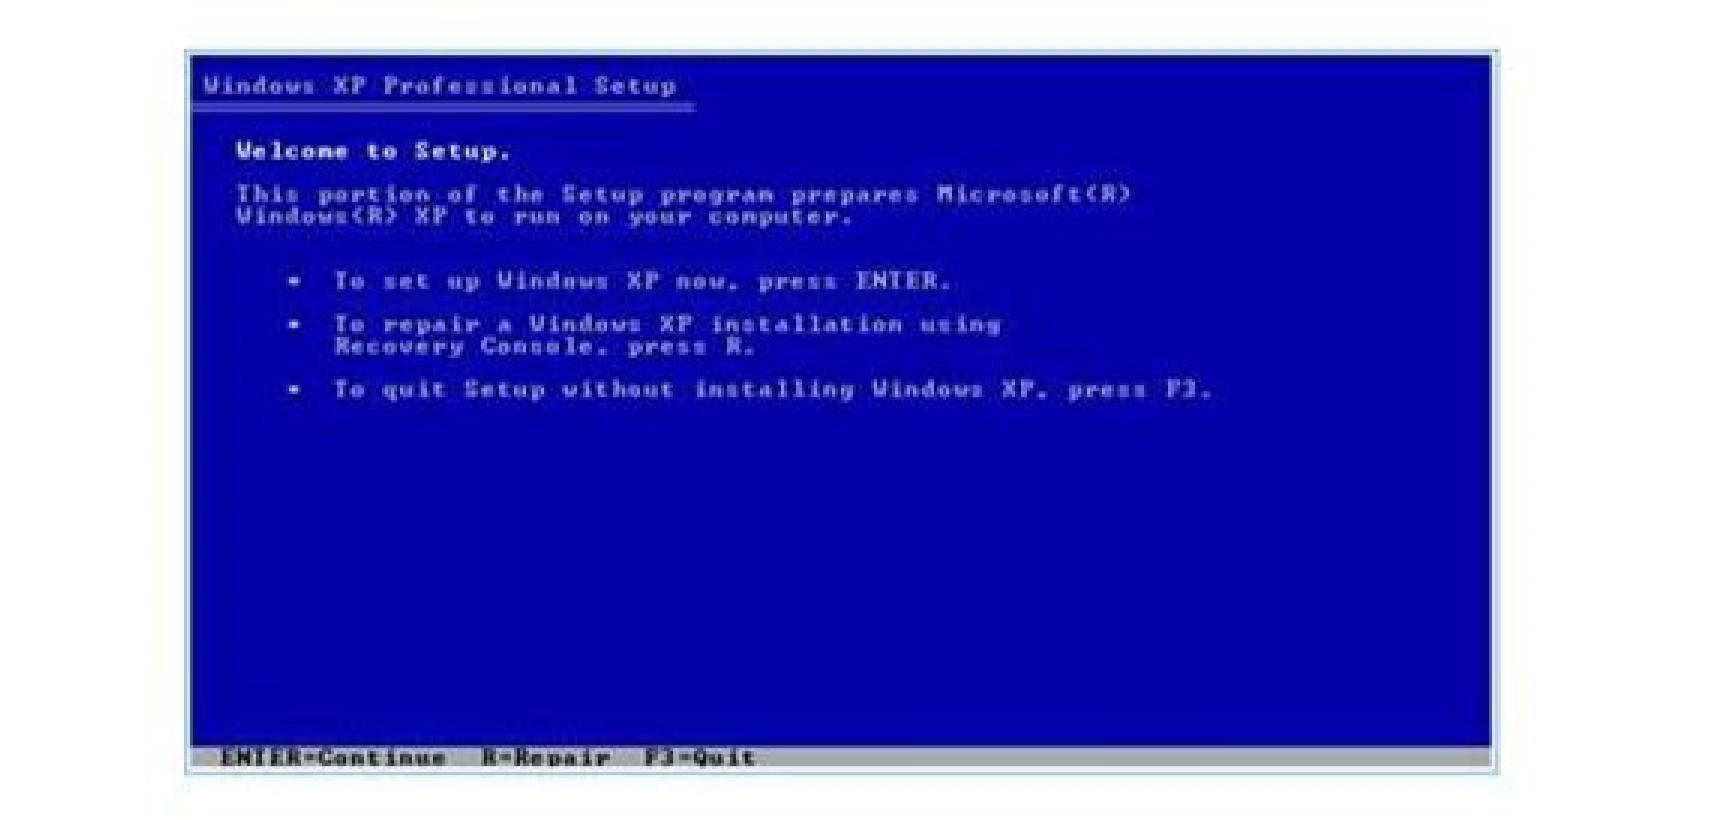 Windows XP Professional Setup
Welcome to Setup.
This portion of the Setup program prepares Microsoft(R)
Windows(R) XP to run on your computer.
• To set up Windows XP now, press ENTER.
• To repair a Windows XP installation using
Recovery Console, press R.
• To quit Setup without installing Windows XP, press F3.
ENTER=Continue R=Repair F3=Quit